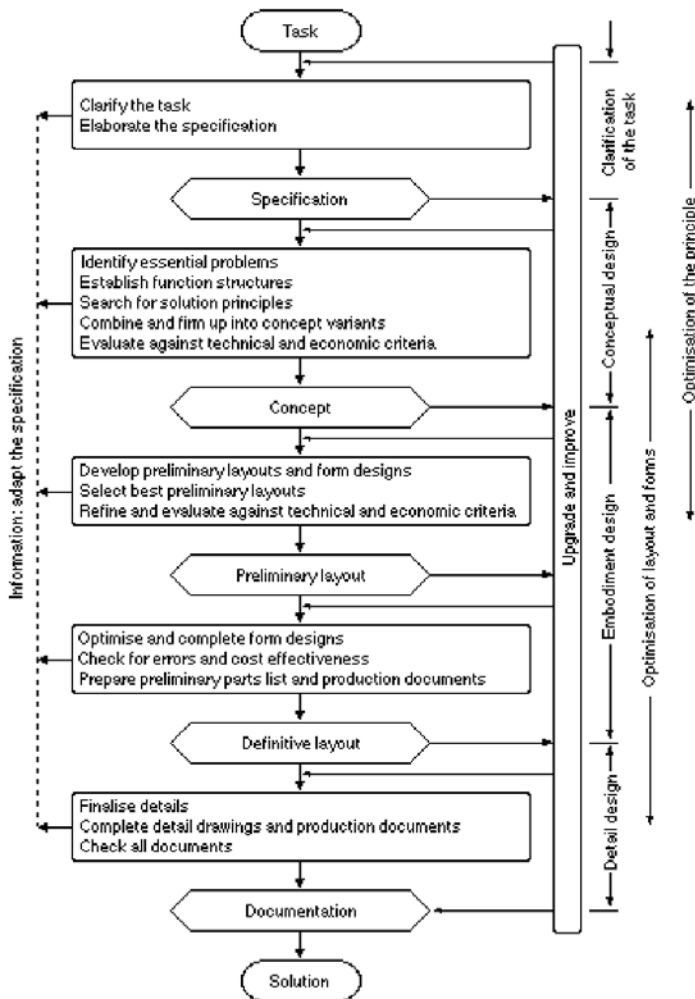 Task
Clarify the task
Elaborate the specification
Specification
Identify essential problems
Establish function structures
Search for solution principles
Combine and firm up into concept variants
Evaluate against technical and economic criteria
Concept
Develop preliminary layouts and form designs
Select best preliminary layouts
Refine and evaluate against technical and economic criteria
Preliminary layout
Optimise and complete form designs
Check for errors and cost effectiveness
Prepare preliminary parts list and production documents
Definitive layout
Finalise details
Complete detail drawings and production documents
Check all documents
Documentation
Solution
Information: adapt the specification
Upgrade and improve
Clarification
of the task
Conceptual design
Embodiment design
Detail design
Optimisation of layout and forms
Optimisation of the principle